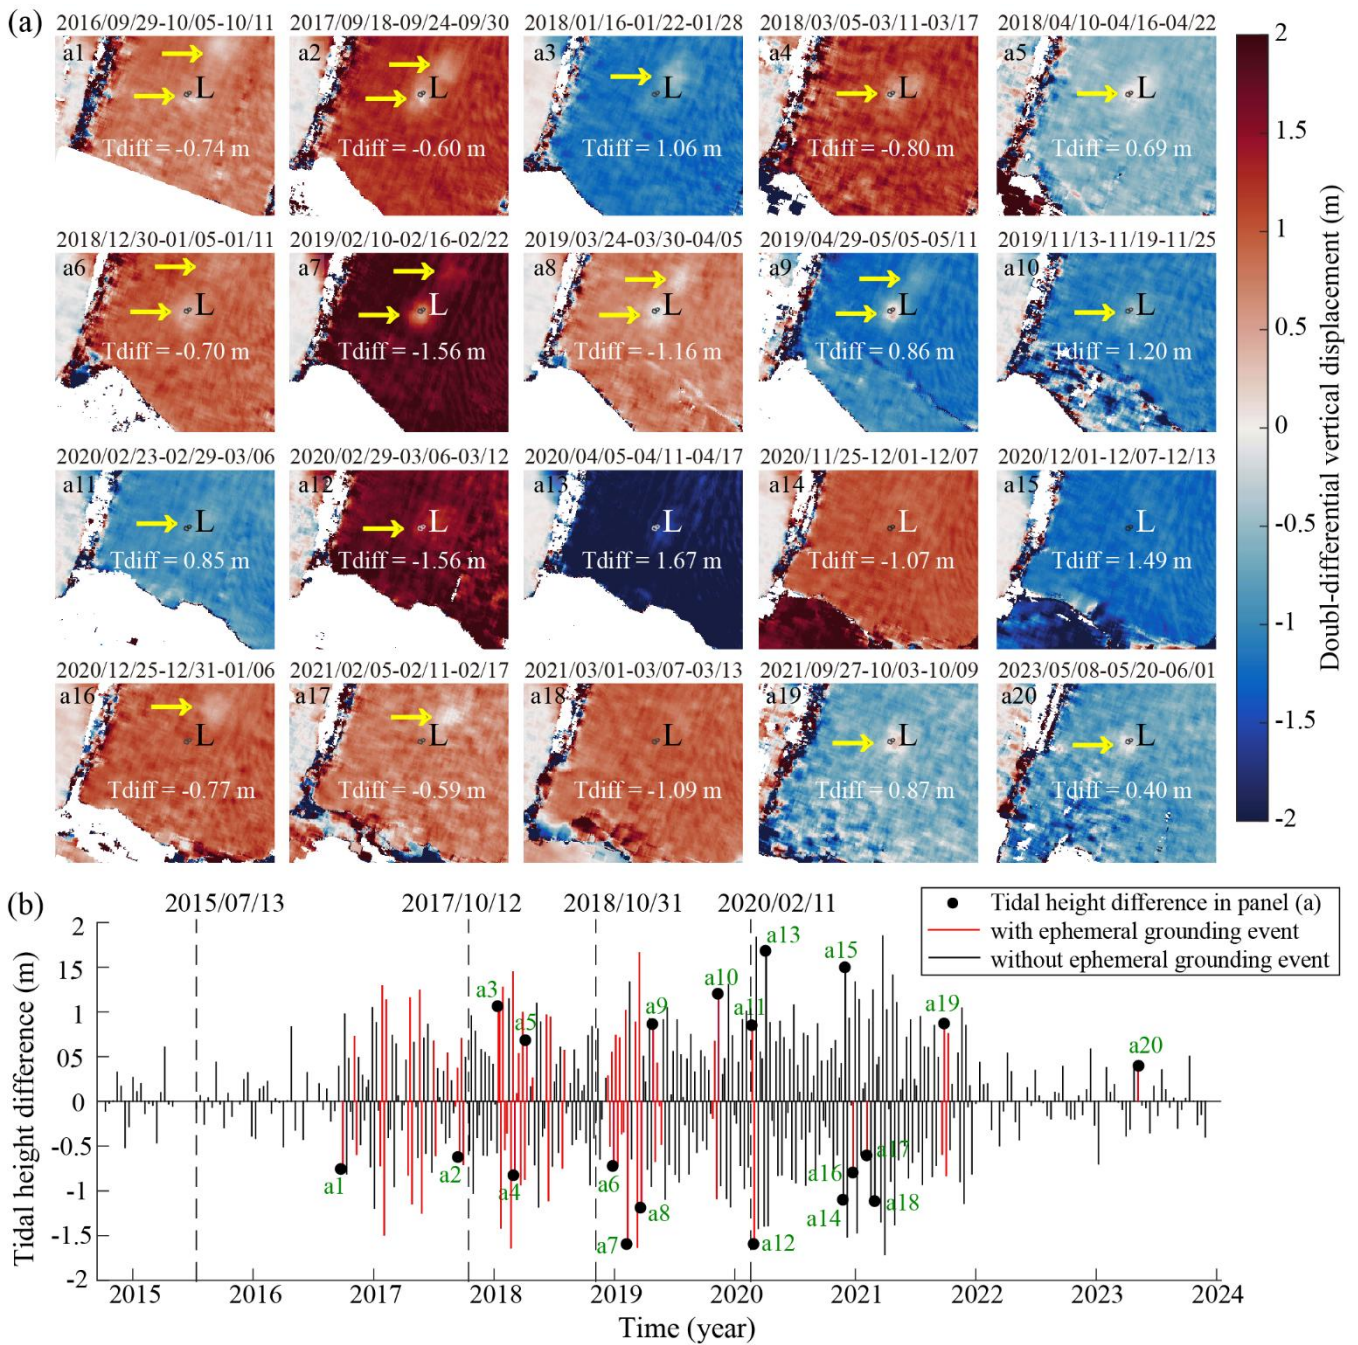 (a)
2016/09/29-10/05-10/11 2017/09/18-09/24-09/30 2018/01/16-01/22-01/28 2018/03/05-03/11-03/17 2018/04/10-04/16-04/22
a1 a2 a3 a4 a5
L L L L L
Tdiff = -0.74 m Tdiff = -0.60 m Tdiff = 1.06 m Tdiff = -0.80 m Tdiff = 0.69 m
2018/12/30-01/05-01/11 2019/02/10-02/16-02/22 2019/03/24-03/30-04/05 2019/04/29-05/05-05/11 2019/11/13-11/19-11/25
a6 a7 a8 a9 a10
L L L L L
Tdiff = -0.70 m Tdiff = -1.56 m Tdiff = -1.16 m Tdiff = 0.86 m Tdiff = 1.20 m
2020/02/23-02/29-03/06 2020/02/29-03/06-03/12 2020/04/05-04/11-04/17 2020/11/25-12/01-12/07 2020/12/01-12/07-12/13
a11 a12 a13 a14 a15
L L L L L
Tdiff = 0.85 m Tdiff = -1.56 m Tdiff = 1.67 m Tdiff = -1.07 m Tdiff = 1.49 m
2020/12/25-12/31-01/06 2021/02/05-02/11-02/17 2021/03/01-03/07-03/13 2021/09/27-10/03-10/09 2023/05/08-05/20-06/01
a16 a17 a18 a19 a20
L L L L L
Tdiff = -0.77 m Tdiff = -0.59 m Tdiff = -1.09 m Tdiff = 0.87 m Tdiff = 0.40 m
2
1.5
1
0.5
0
-0.5
-1
-1.5
-2
Doubl-differential vertical displacement (m)
(b)
2015/07/13 2017/10/12 2018/10/31 2020/02/11
Tidal height difference in panel (a)
with ephemeral grounding event
without ephemeral grounding event
2
1 5
1
0 5
0
-0.5
-1
-1.5
-2
Tidal height difference (m)
a13
a15
a10
a3
a9
a11
a19
a5
a20
a1
a2
a4
a6
a8
a7
a12
a17
a16
a14
a18
2015 2016 2017 2018 2019 2020 2021 2022 2023 2024
Time (year)